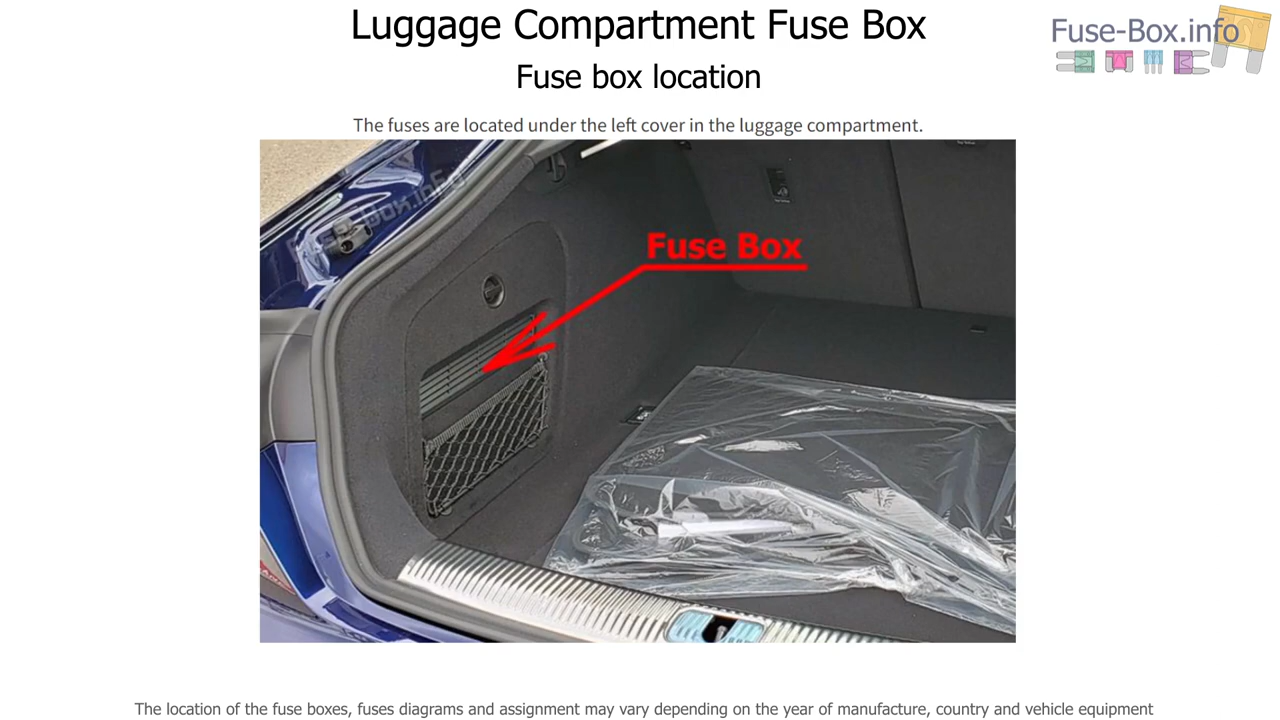 Luggage Compartment Fuse Box
Fuse-Box.info
Fuse box location
The fuses are located under the left cover in the luggage compartment.
Fuse Box
The location of the fuse boxes, fuses diagrams and assignment may vary depending on the year of manufacture, country and vehicle equipment